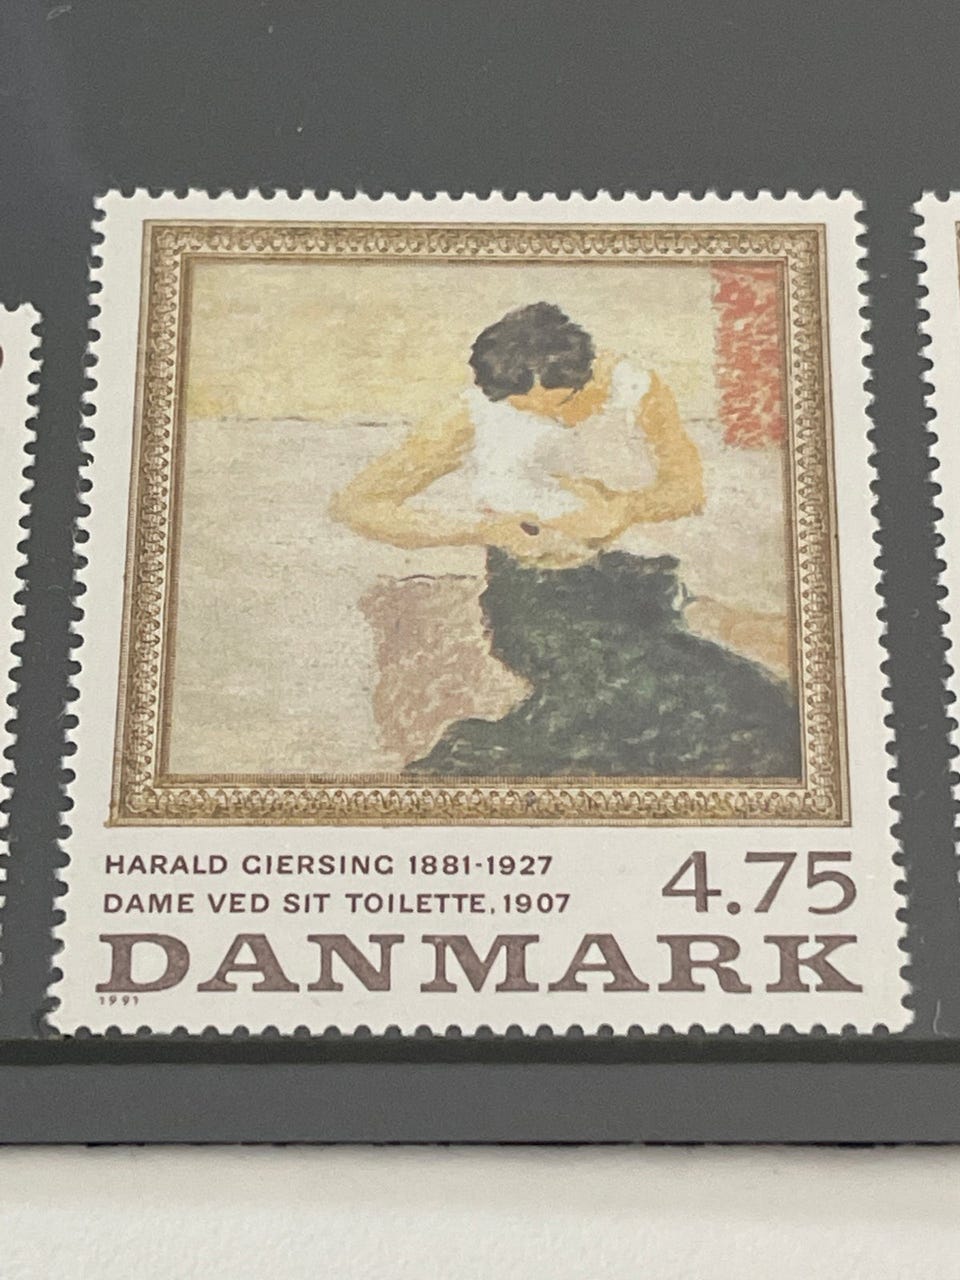 HARALD GIERSING 1881-1927
4.75
DAME VED SIT TOILETTE, 1907
DANMARK
1991